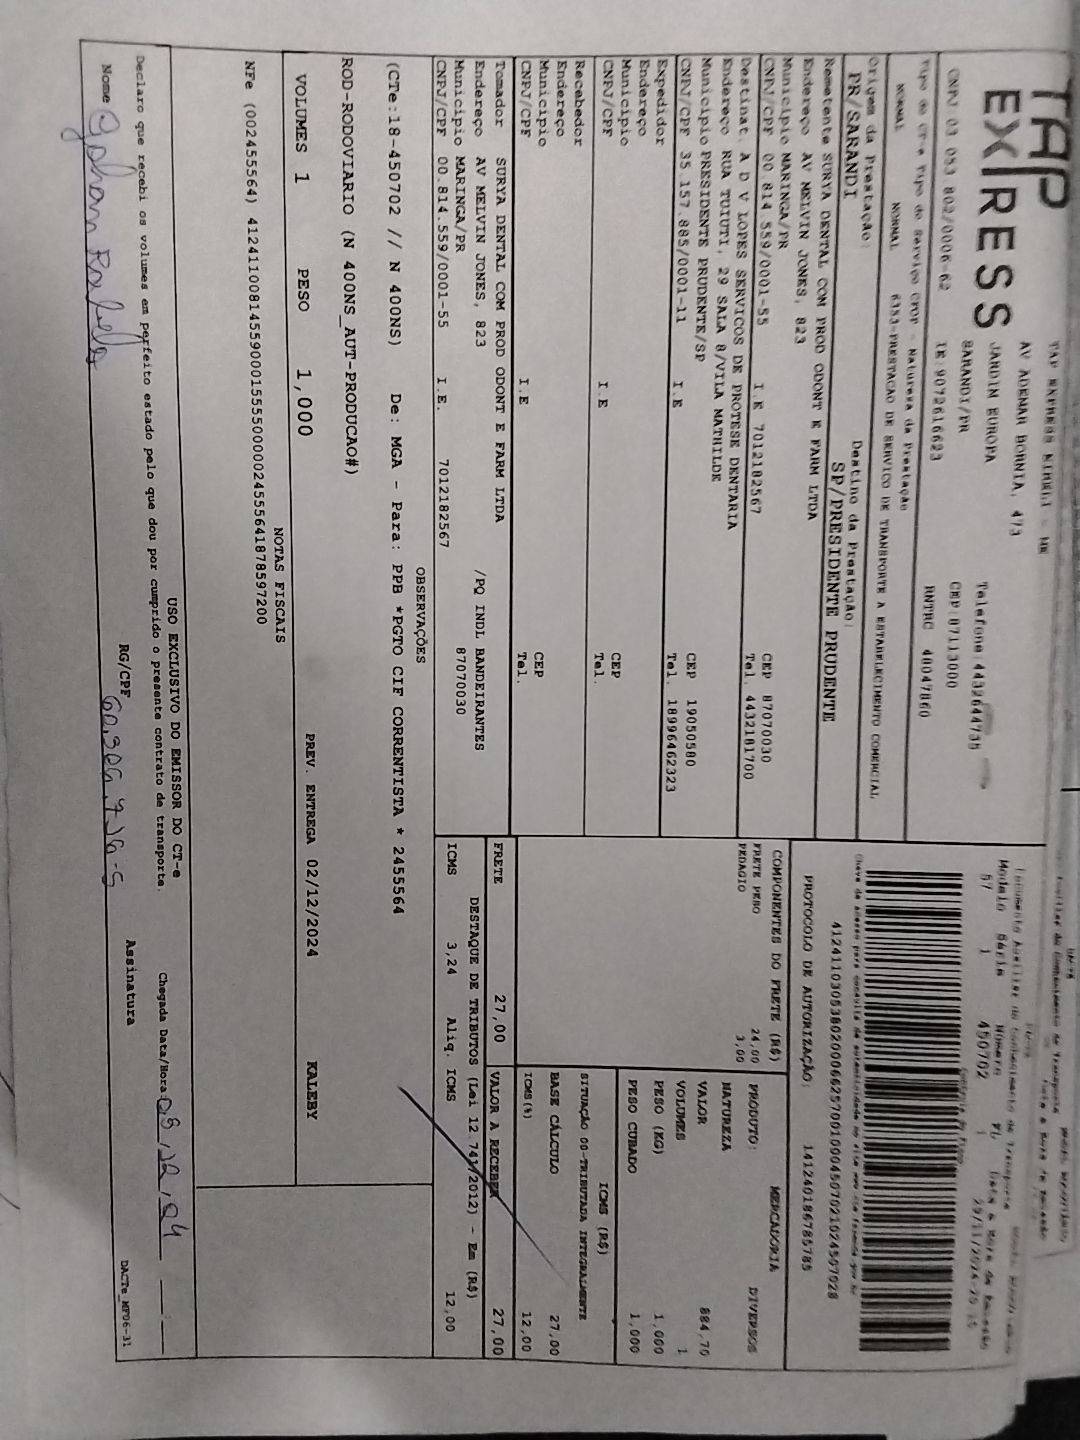 TAP
EXPRESS
TAP EXPRESS EIRELI - ME
AV ADEMAR BORNIA, 473
JARDIM EUROPA
SARANDI/PR
Telefone:4432644735
CEP:87113000
CNPJ 03 053 802/0006-62
IE:9072616623
RNTRC 48047860
Tipo do CT-e Tipo do Serviço CFOP - Natureza da Prestação
NORMAL NORMAL 6353-PRESTACAO DE SERVICO DE TRANSPORTE A ESTABELECIMENTO COMERCIAL
Origem da Prestação: Destino da Prestação:
PR/SARANDI SP/PRESIDENTE PRUDENTE
Remetente SURYA DENTAL COM PROD ODONT E FARM LTDA
Endereço AV MELVIN JONES, 823
Município MARINGA/PR CEP 87070030
CNPJ/CPF 00.814.559/0001-55 I.E 7012182567 Tel. 4432181700
Destinat. A D V LOPES SERVICOS DE PROTESE DENTARIA
Endereço RUA TUIUTI, 29 SALA 8/VILA MATHILDE
Município PRESIDENTE PRUDENTE/SP CEP 19050580
CNPJ/CPF 35.157.885/0001-11 I.E Tel. 18996462323
Expedidor
Endereço
Município CEP
CNPJ/CPF I.E Tel.
Recebedor
Endereço
Município CEP
CNPJ/CPF I.E Tel.
Tomador SURYA DENTAL COM PROD ODONT E FARM LTDA
Endereço AV MELVIN JONES, 823 /PQ INDL BANDEIRANTES
Município MARINGA/PR 87070030
CNPJ/CPF 00.814.559/0001-55 I.E. 7012182567
Modelo Série Número
57 1 450702
PROTOCOLO DE AUTORIZAÇÃO:
COMPONENTES DO FRETE (R$)
FRETE PESO 24,00
PEDAGIO 3,00
MERCADORIA
PRODUTO: DIVERSOS
NATUREZA
VALOR 884,70
VOLUMES 1
PESO (KG) 1,000
PESO CUBADO 1,000
ICMS (R$)
SITUAÇÃO 00-TRIBUTADA INTEGRALMENTE
BASE CÁLCULO 27,00
ICMS(%) 12,00
FRETE 27,00 VALOR A RECEBER 27,00
DESTAQUE DE TRIBUTOS (Lei 12.741/2012) - Em (R$)
ICMS 3,24 Aliq. ICMS 12,00
OBSERVAÇÕES
(CTe:18-450702 // N 400NS) De: MGA - Para: PPB *PGTO CIF CORRENTISTA * 2455564
ROD-RODOVIARIO (N 400NS_AUT-PRODUCAO#)
VOLUMES 1 PESO 1,000 PREV. ENTREGA 02/12/2024 KALEBY
NOTAS FISCAIS
NFe (002455564)
USO EXCLUSIVO DO EMISSOR DO CT-e
Declaro que recebi os volumes em perfeito estado pelo que dou por cumprido o presente contrato de transporte.
Chegada Data/Hora
Nome RG/CPF Assinatura
DACTe_MF06-31